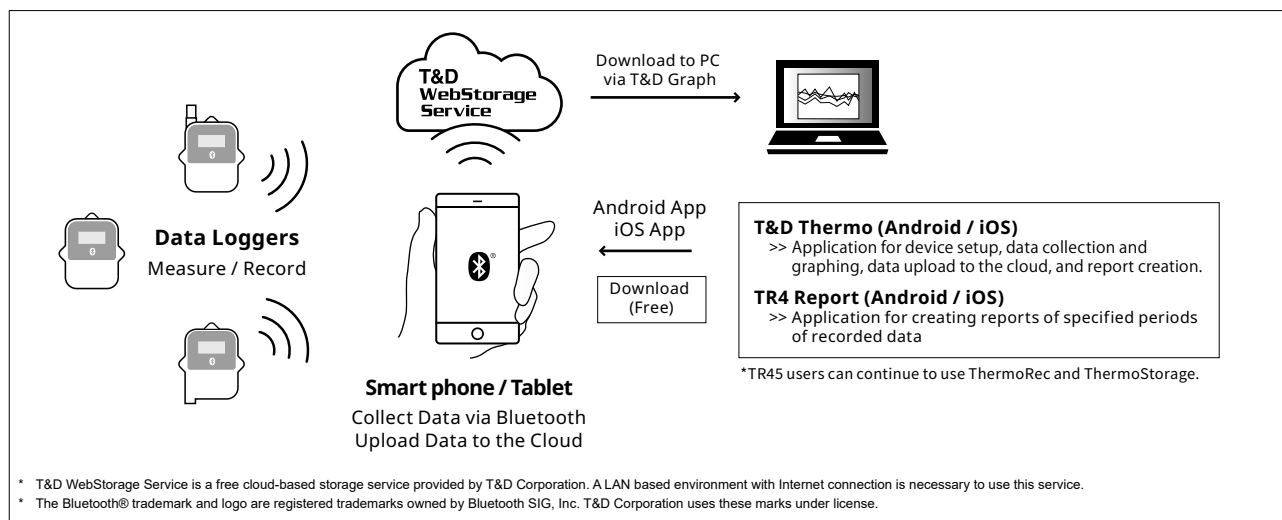 T&D
WebStorage
Service
Download to PC
via T&D Graph
Data Loggers
Measure / Record
Android App
iOS App
Download
(Free)
®
T&D Thermo (Android / iOS)
>> Application for device setup, data collection and
graphing, data upload to the cloud, and report creation.
TR4 Report (Android / iOS)
>> Application for creating reports of specified periods
of recorded data
*TR45 users can continue to use ThermoRec and ThermoStorage.
Smart phone / Tablet
Collect Data via Bluetooth
Upload Data to the Cloud
* T&D WebStorage Service is a free cloud-based storage service provided by T&D Corporation. A LAN based environment with Internet connection is necessary to use this service.
* The Bluetooth® trademark and logo are registered trademarks owned by Bluetooth SIG, Inc. T&D Corporation uses these marks under license.